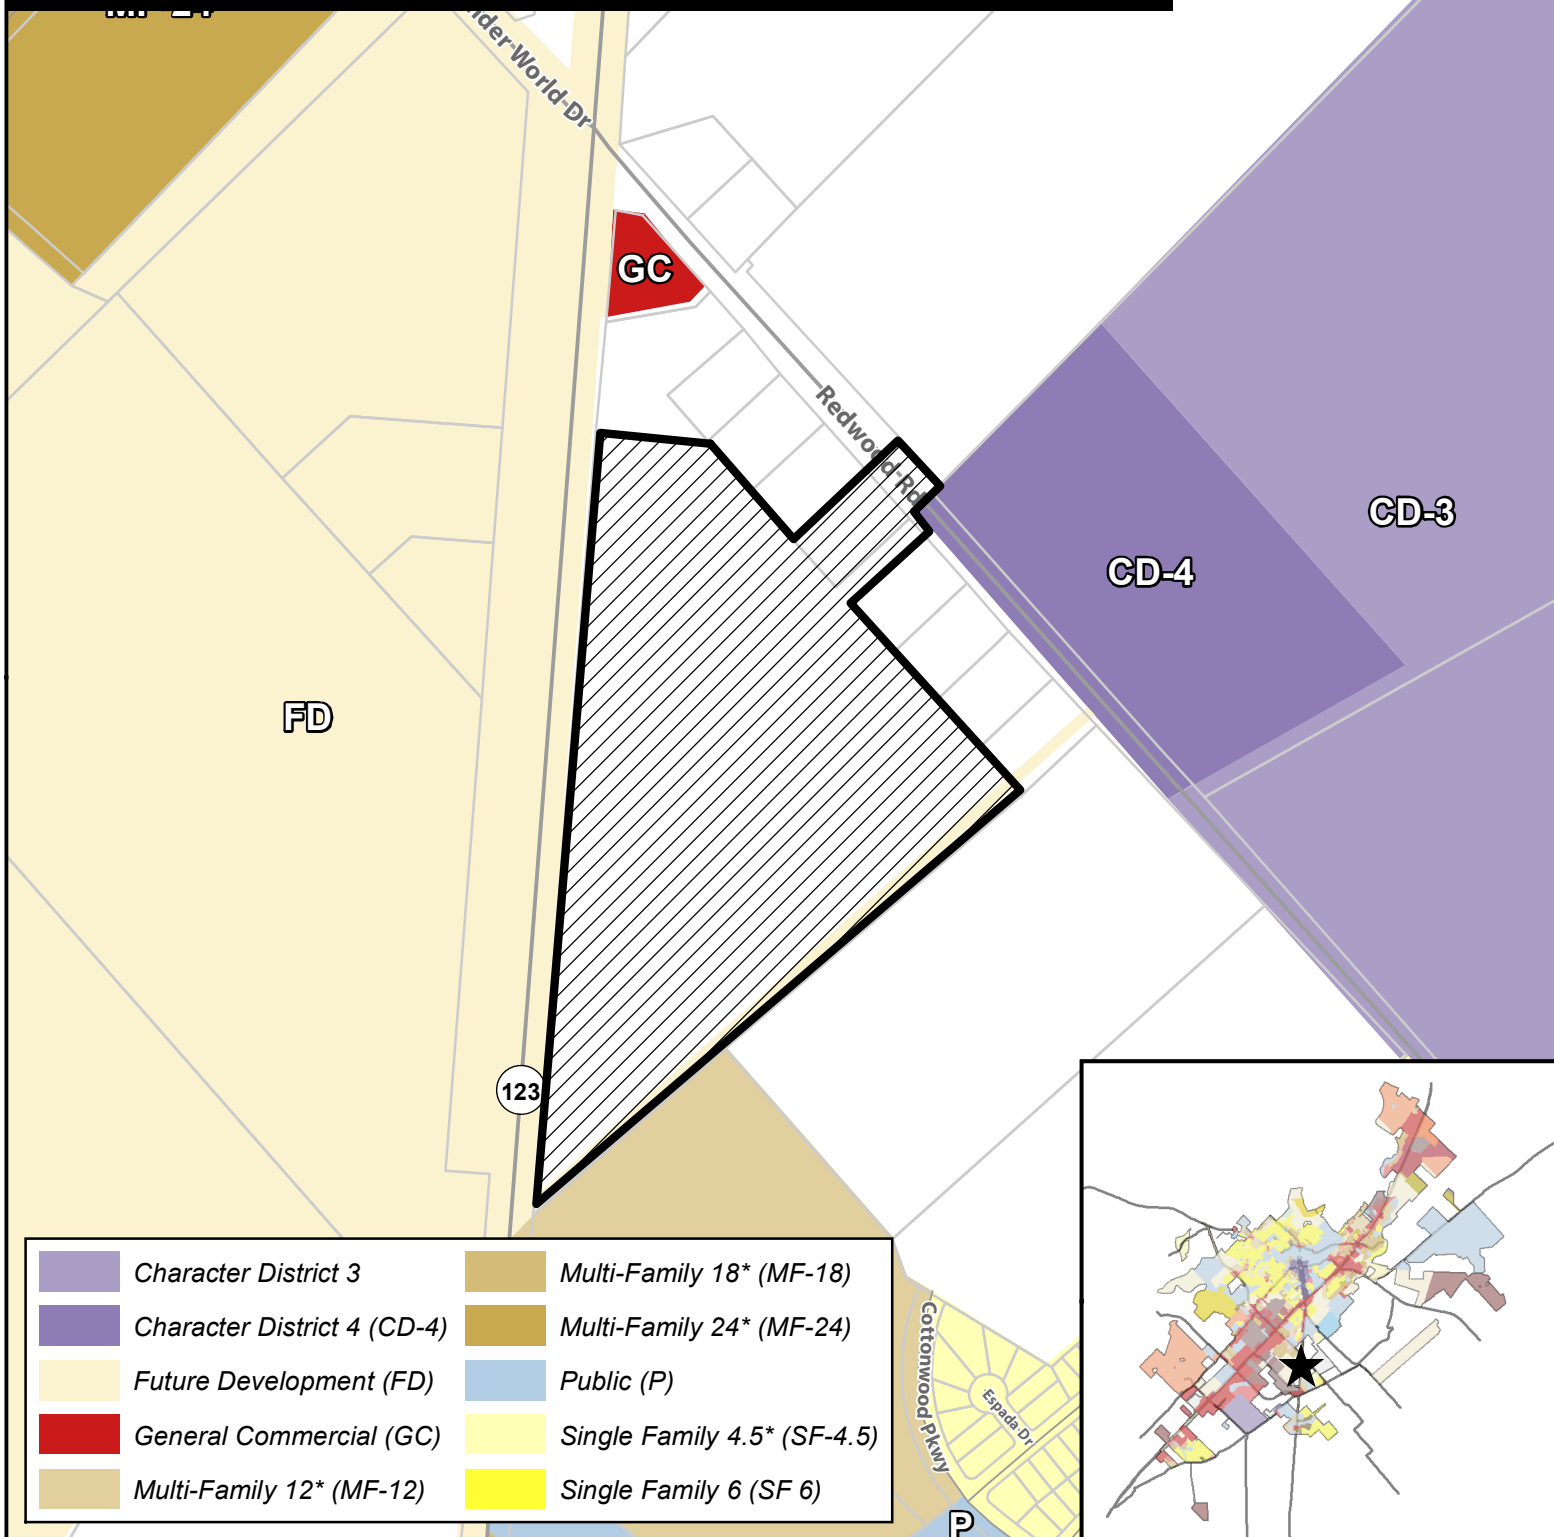 World Dr
GC
Redwood Rd
CD-3
CD-4
FD
123
Character District 3
Character District 4 (CD-4)
Future Development (FD)
General Commercial (GC)
Multi-Family 12* (MF-12)
Multi-Family 18* (MF-18)
Multi-Family 24* (MF-24)
Public (P)
Single Family 4.5* (SF-4.5)
Single Family 6 (SF 6)
Cottonwood Pkwy
Espada Dr
P